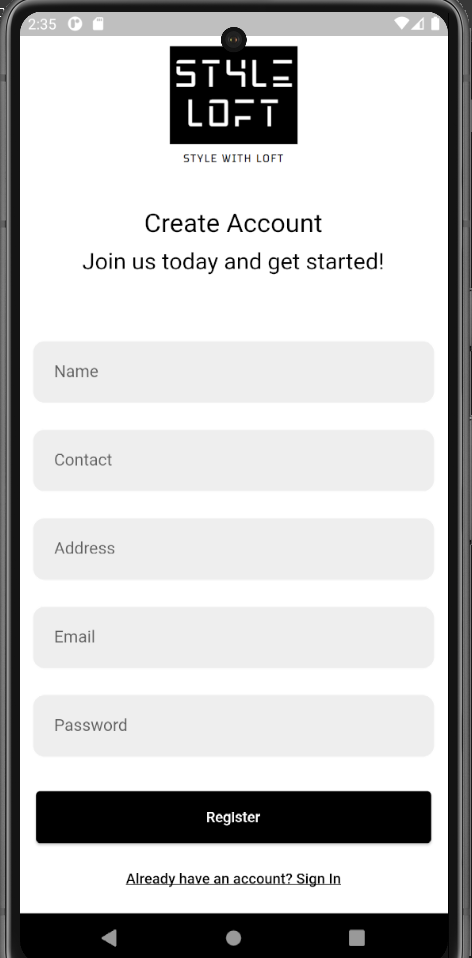 2:35
STYLE
LOFT
STYLE WITH LOFT
Create Account
Join us today and get started!
Name
Contact
Address
Email
Password
Register
Already have an account? Sign In